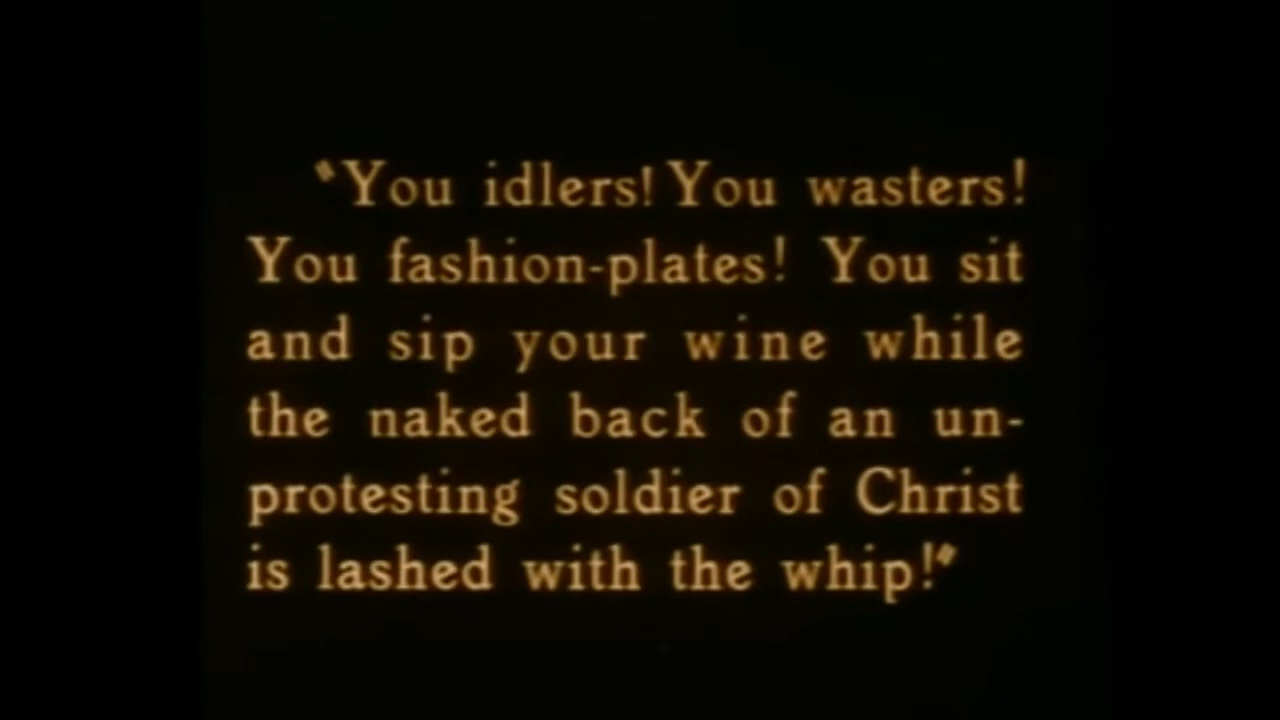 "You idlers! You wasters!
You fashion-plates! You sit
and sip your wine while
the naked back of an un-
protesting soldier of Christ
is lashed with the whip!"